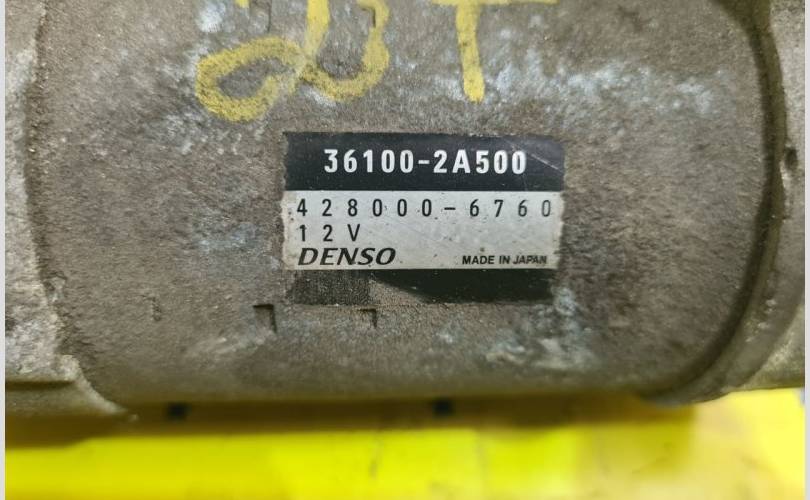 36100-2A500
428000-6760
12V
DENSO MADE IN JAPAN